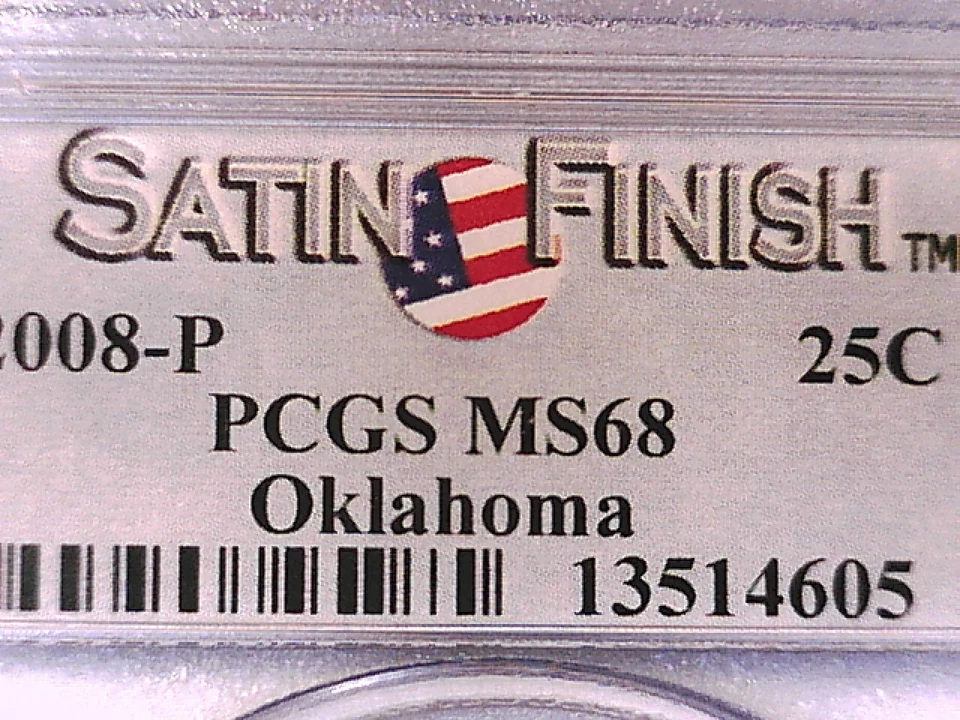 SATIN FINISH™
2008-P 25C
PCGS MS68
Oklahoma
13514605